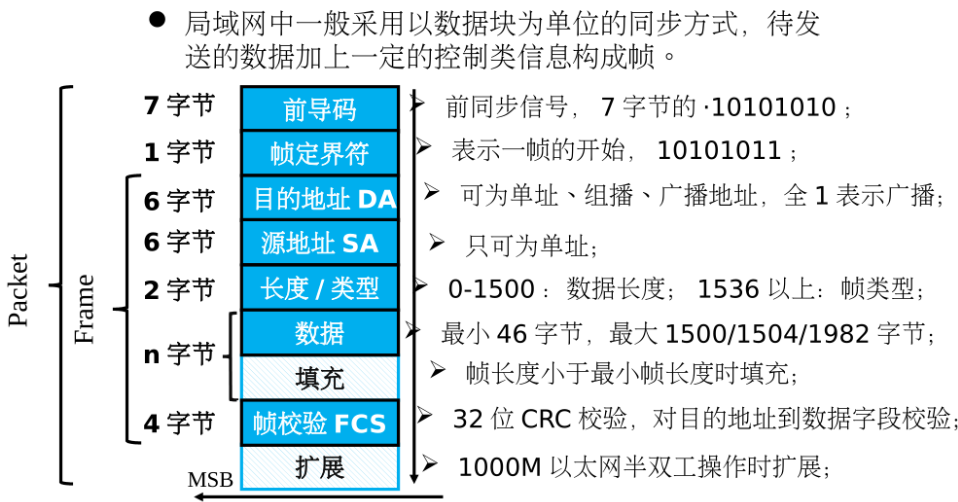 ● 局域网中一般采用以数据块为单位的同步方式，待发
送的数据加上一定的控制类信息构成帧。
7 字节 前导码 ➢ 前同步信号，7 字节的 ·10101010；
1 字节 帧定界符 ➢ 表示一帧的开始，10101011；
6 字节 目的地址 DA ➢ 可为单址、组播、广播地址，全 1 表示广播；
6 字节 源地址 SA ➢ 只可为单址；
2 字节 长度 / 类型 ➢ 0-1500：数据长度；1536 以上：帧类型；
n 字节 数据 ➢ 最小 46 字节，最大 1500/1504/1982 字节；
填充 ➢ 帧长度小于最小帧长度时填充；
4 字节 帧校验 FCS ➢ 32 位 CRC 校验，对目的地址到数据字段校验；
扩展 ➢ 1000M 以太网半双工操作时扩展；
MSB
Packet
Frame